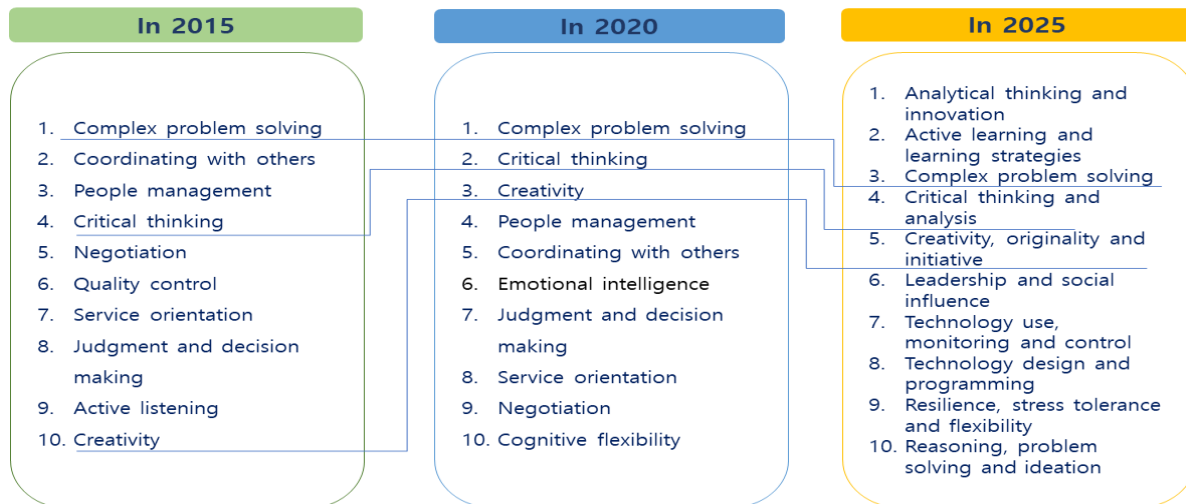 In 2015
1. Complex problem solving
2. Coordinating with others
3. People management
4. Critical thinking
5. Negotiation
6. Quality control
7. Service orientation
8. Judgment and decision
making
9. Active listening
10. Creativity
In 2020
1. Complex problem solving
2. Critical thinking
3. Creativity
4. People management
5. Coordinating with others
6. Emotional intelligence
7. Judgment and decision
making
8. Service orientation
9. Negotiation
10. Cognitive flexibility
In 2025
1. Analytical thinking and
innovation
2. Active learning and
learning strategies
3. Complex problem solving
4. Critical thinking and
analysis
5. Creativity, originality and
initiative
6. Leadership and social
influence
7. Technology use,
monitoring and control
8. Technology design and
programming
9. Resilience, stress tolerance
and flexibility
10. Reasoning, problem
solving and ideation